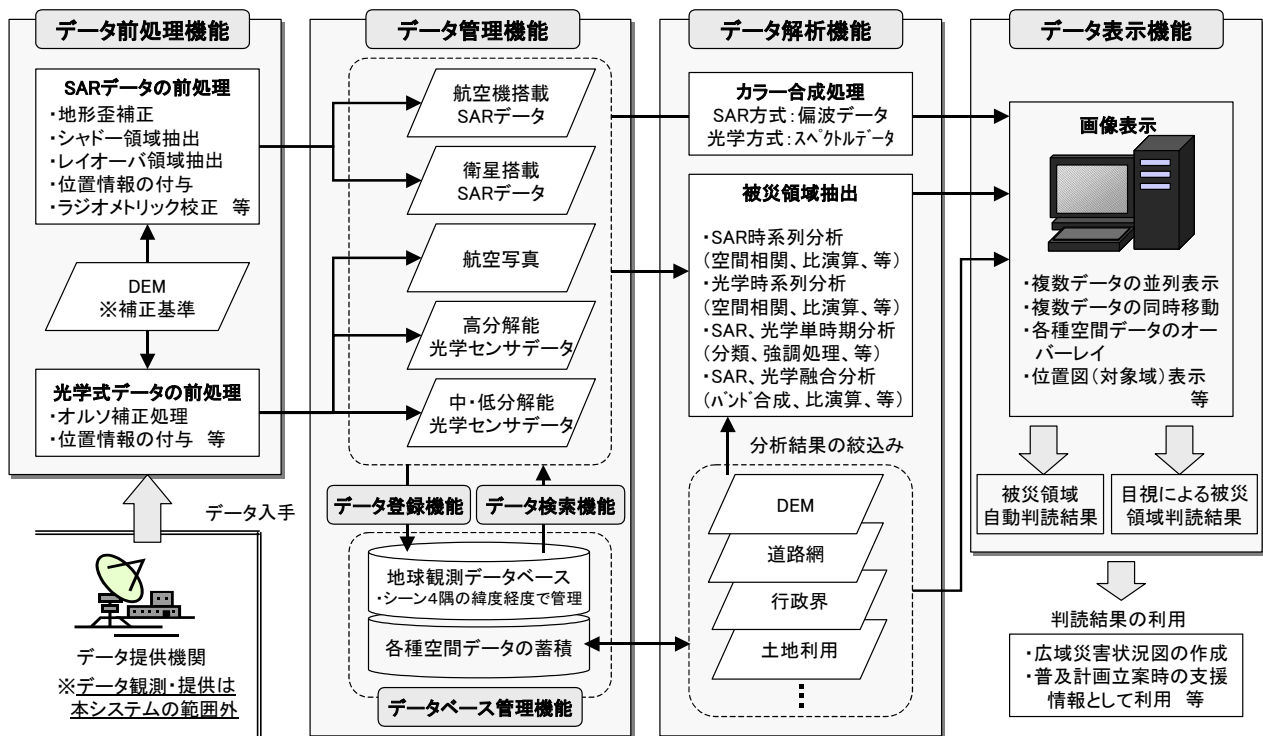 データ前処理機能
SARデータの前処理
・地形歪補正
・シャドー領域抽出
・レイオーバ領域抽出
・位置情報の付与
・ラジオメトリック校正 等
DEM
※補正基準
光学式データの前処理
・オルソ補正処理
・位置情報の付与 等
データ入手
データ提供機関
※データ観測・提供は
本システムの範囲外
データ管理機能
航空機搭載
SARデータ
衛星搭載
SARデータ
航空写真
高分解能
光学センサデータ
中・低分解能
光学センサデータ
データ登録機能
データ検索機能
地球観測データベース
・シーン4隅の緯度経度で管理
各種空間データの蓄積
データベース管理機能
データ解析機能
カラー合成処理
SAR方式:偏波データ
光学方式:スペクトルデータ
被災領域抽出
・SAR時系列分析
(空間相関、比演算、等)
・光学時系列分析
(空間相関、比演算、等)
・SAR、光学単時期分析
(分類、強調処理、等)
・SAR、光学融合分析
(バンド合成、比演算、等)
分析結果の絞込み
DEM
道路網
行政界
土地利用
データ表示機能
画像表示
・複数データの並列表示
・複数データの同時移動
・各種空間データのオー
バーレイ
・位置図(対象域)表示
等
被災領域
自動判読結果
目視による被災
領域判読結果
判読結果の利用
・広域災害状況図の作成
・普及計画立案時の支援
情報として利用 等